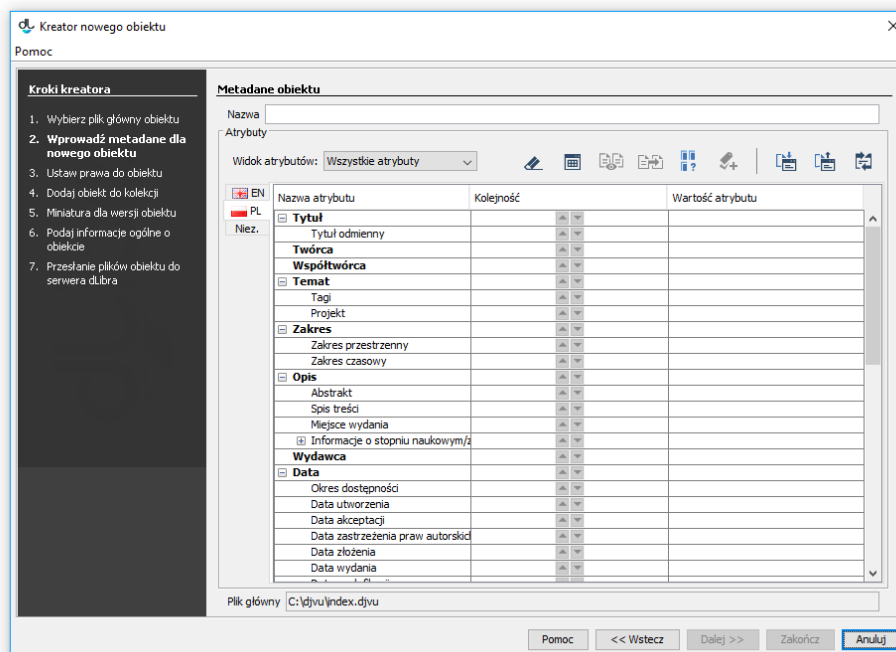 dL Kreator nowego obiektu
Pomoc
Kroki kreatora
1. Wybierz plik główny obiektu
2. Wprowadź metadane dla
nowego obiektu
3. Ustaw prawa do obiektu
4. Dodaj obiekt do kolekcji
5. Miniatura dla wersji obiektu
6. Podaj informacje ogólne o
obiekcie
7. Przesłanie plików obiektu do
serwera dLibra
Metadane obiektu
Nazwa
Atrybuty
Widok atrybutów: Wszystkie atrybuty
EN
PL
Niez.
Nazwa atrybutu Kolejność Wartość atrybutu
Tytuł
Tytuł odmienny
Twórca
Współtwórca
Temat
Tagi
Projekt
Zakres
Zakres przestrzenny
Zakres czasowy
Opis
Abstrakt
Spis treści
Miejsce wydania
Informacje o stopniu naukowym/z
Wydawca
Data
Okres dostępności
Data utworzenia
Data akceptacji
Data zastrzeżenia praw autorskich
Data złożenia
Data wydania
Plik główny C:\djvu\index.djvu
Pomoc << Wstecz Dalej >> Zakończ Anuluj